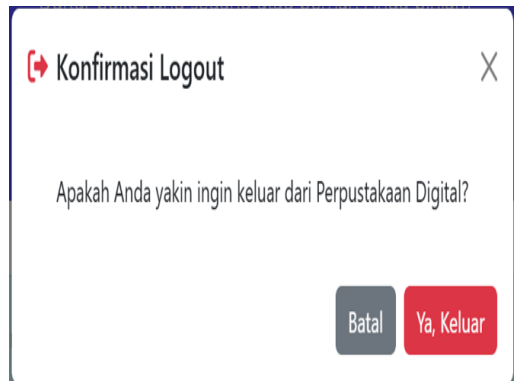 Konfirmasi Logout
Apakah Anda yakin ingin keluar dari Perpustakaan Digital?
Batal
Ya, Keluar